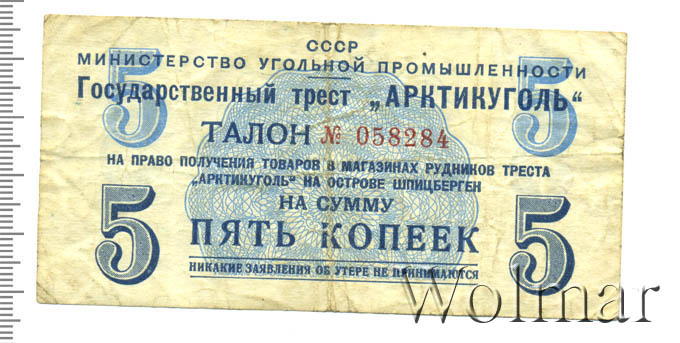 СССР
МИНИСТЕРСТВО УГОЛЬНОЙ ПРОМЫШЛЕННОСТИ
Государственный трест „АРКТИКУГОЛЬ“
5 5
ТАЛОН № 058284
НА ПРАВО ПОЛУЧЕНИЯ ТОВАРОВ В МАГАЗИНАХ РУДНИКОВ ТРЕСТА
„АРКТИКУГОЛЬ“ НА ОСТРОВЕ ШПИЦБЕРГЕН
НА СУММУ
5 ПЯТЬ КОПЕЕК 5
НИКАКИЕ ЗАЯВЛЕНИЯ ОБ УТЕРЕ НЕ ПРИНИМАЮТСЯ
Wolmar